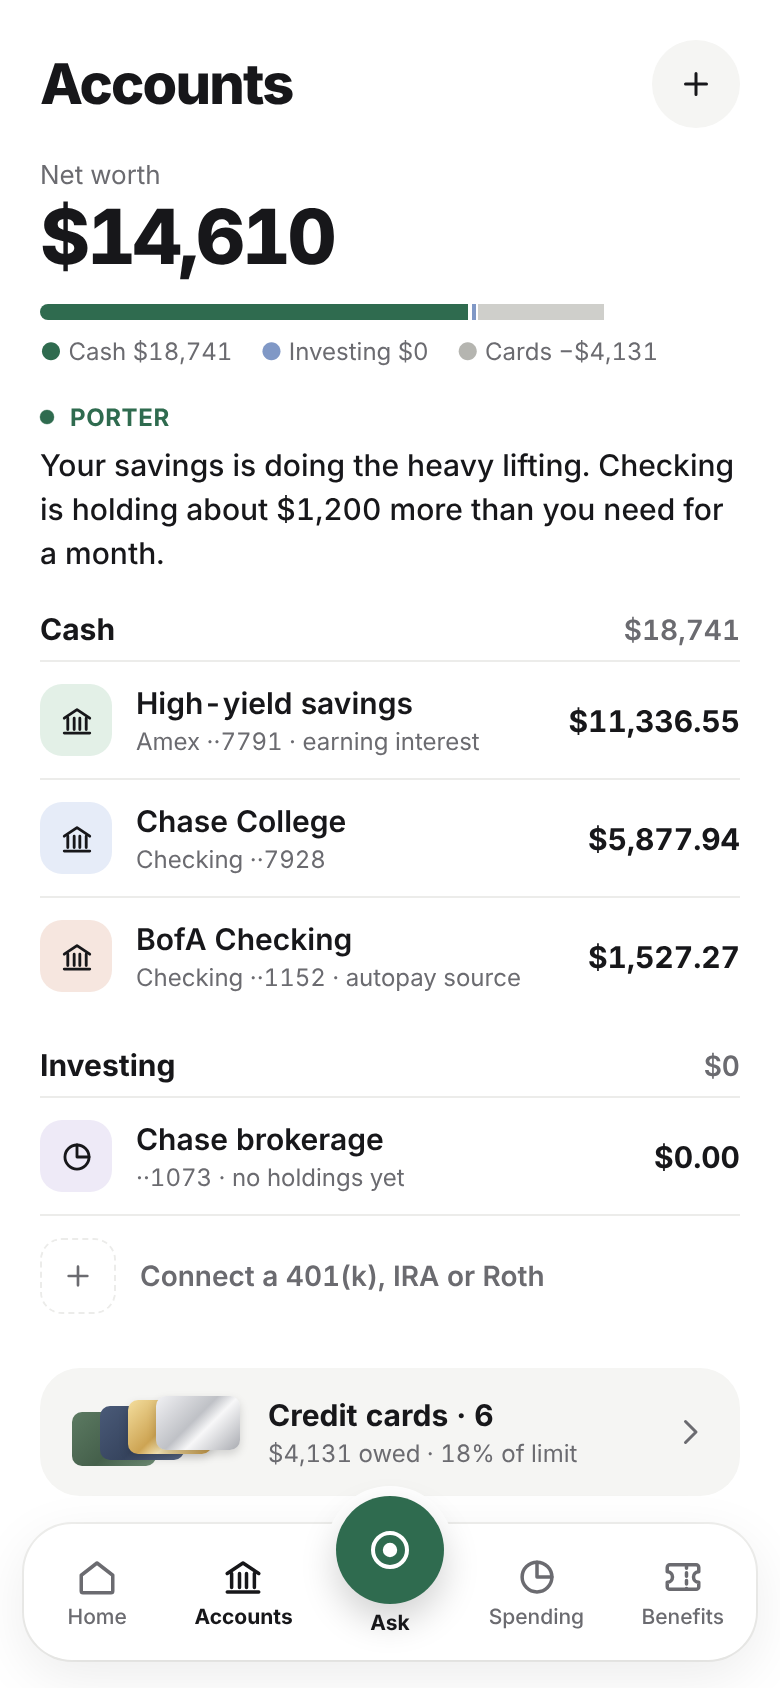 Accounts
Net worth
$14,610
Cash $18,741 Investing $0 Cards −$4,131
PORTER
Your savings is doing the heavy lifting. Checking
is holding about $1,200 more than you need for
a month.
Cash $18,741
High-yield savings
$11,336.55
Amex ··7791 · earning interest
Chase College
$5,877.94
Checking ··7928
BofA Checking
$1,527.27
Checking ··1152 · autopay source
Investing $0
Chase brokerage
$0.00
··1073 · no holdings yet
Connect a 401(k), IRA or Roth
Credit cards · 6
$4,131 owed · 18% of limit
Home Accounts Ask Spending Benefits